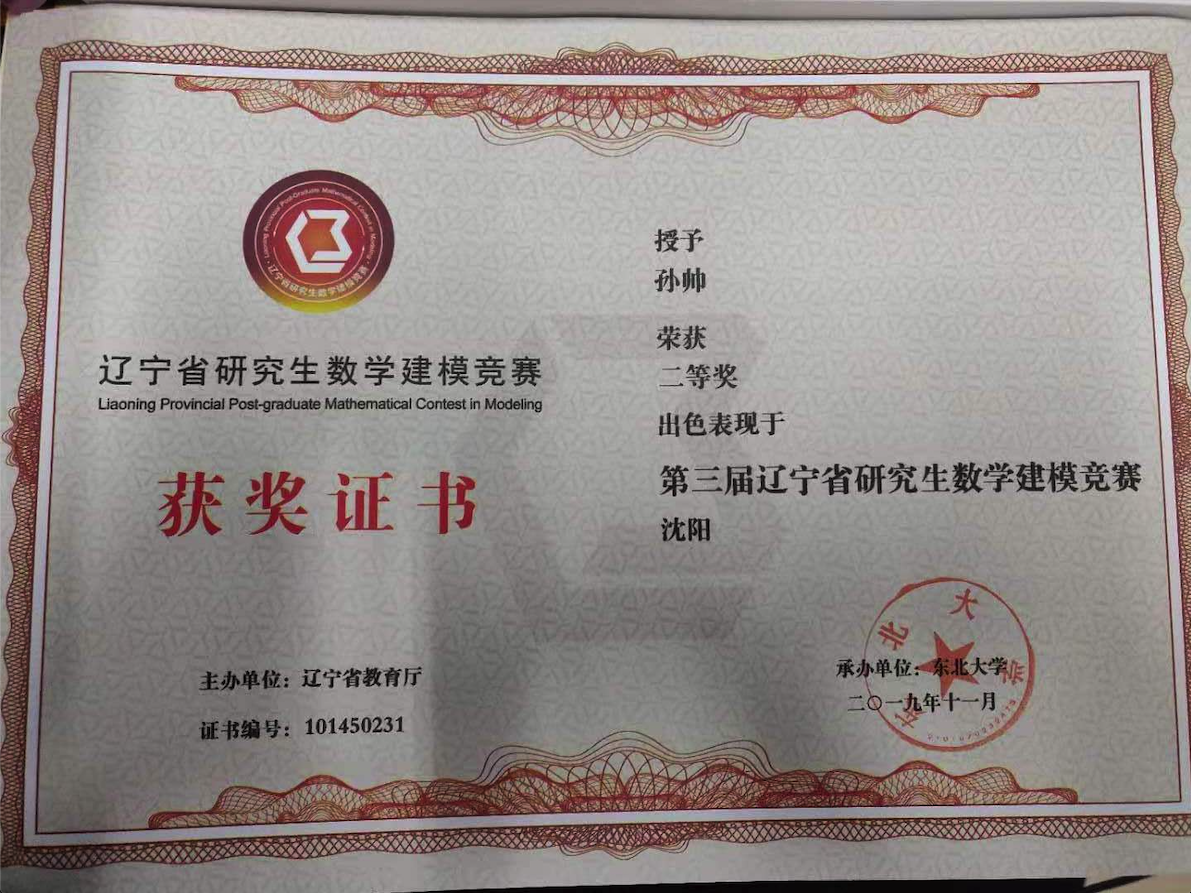 Liaoning Provincial Post-Graduate Mathematical Contest in Modeling
辽宁省研究生数学建模竞赛
辽宁省研究生数学建模竞赛
Liaoning Provincial Post-graduate Mathematical Contest in Modeling
获奖证书
主办单位：辽宁省教育厅
证书编号：101450231
授予
孙帅
荣获
二等奖
出色表现于
第三届辽宁省研究生数学建模竞赛
沈阳
承办单位：东北大学
二〇一九年十一月
东北大学